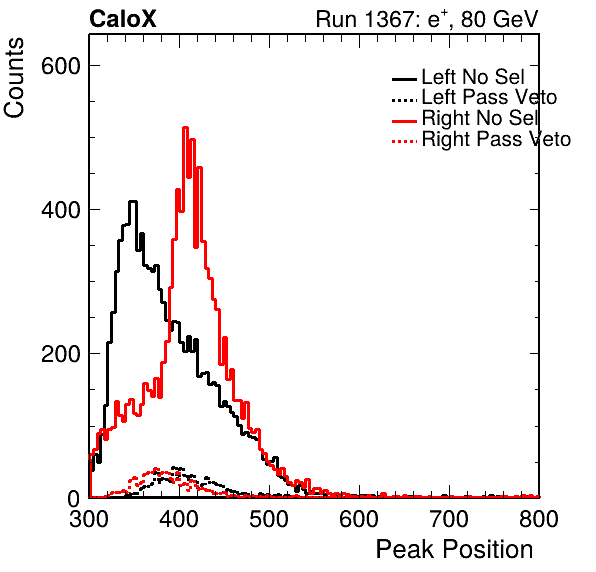 CaloX Run 1367: e+, 80 GeV
Counts
600
400
200
0
Left No Sel
Left Pass Veto
Right No Sel
Right Pass Veto
300 400 500 600 700 800
Peak Position